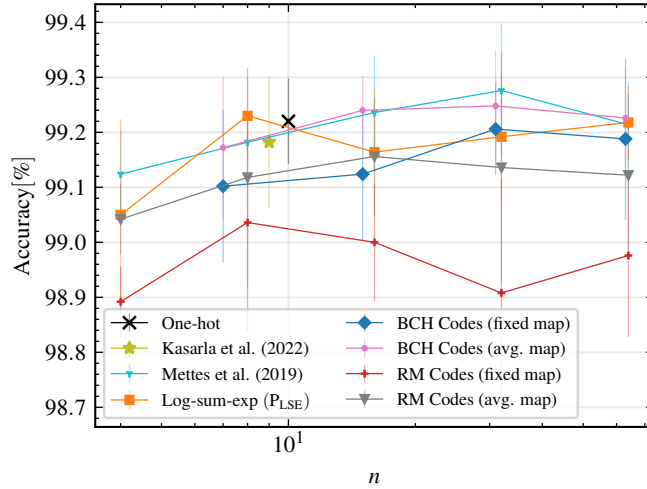 99.4
99.3
99.2
99.1
99.0
98.9
98.8
98.7
Accuracy[%]
One-hot
Kasarla et al. (2022)
Mettes et al. (2019)
Log-sum-exp (P_LSE)
BCH Codes (fixed map)
BCH Codes (avg. map)
RM Codes (fixed map)
RM Codes (avg. map)
10¹
n